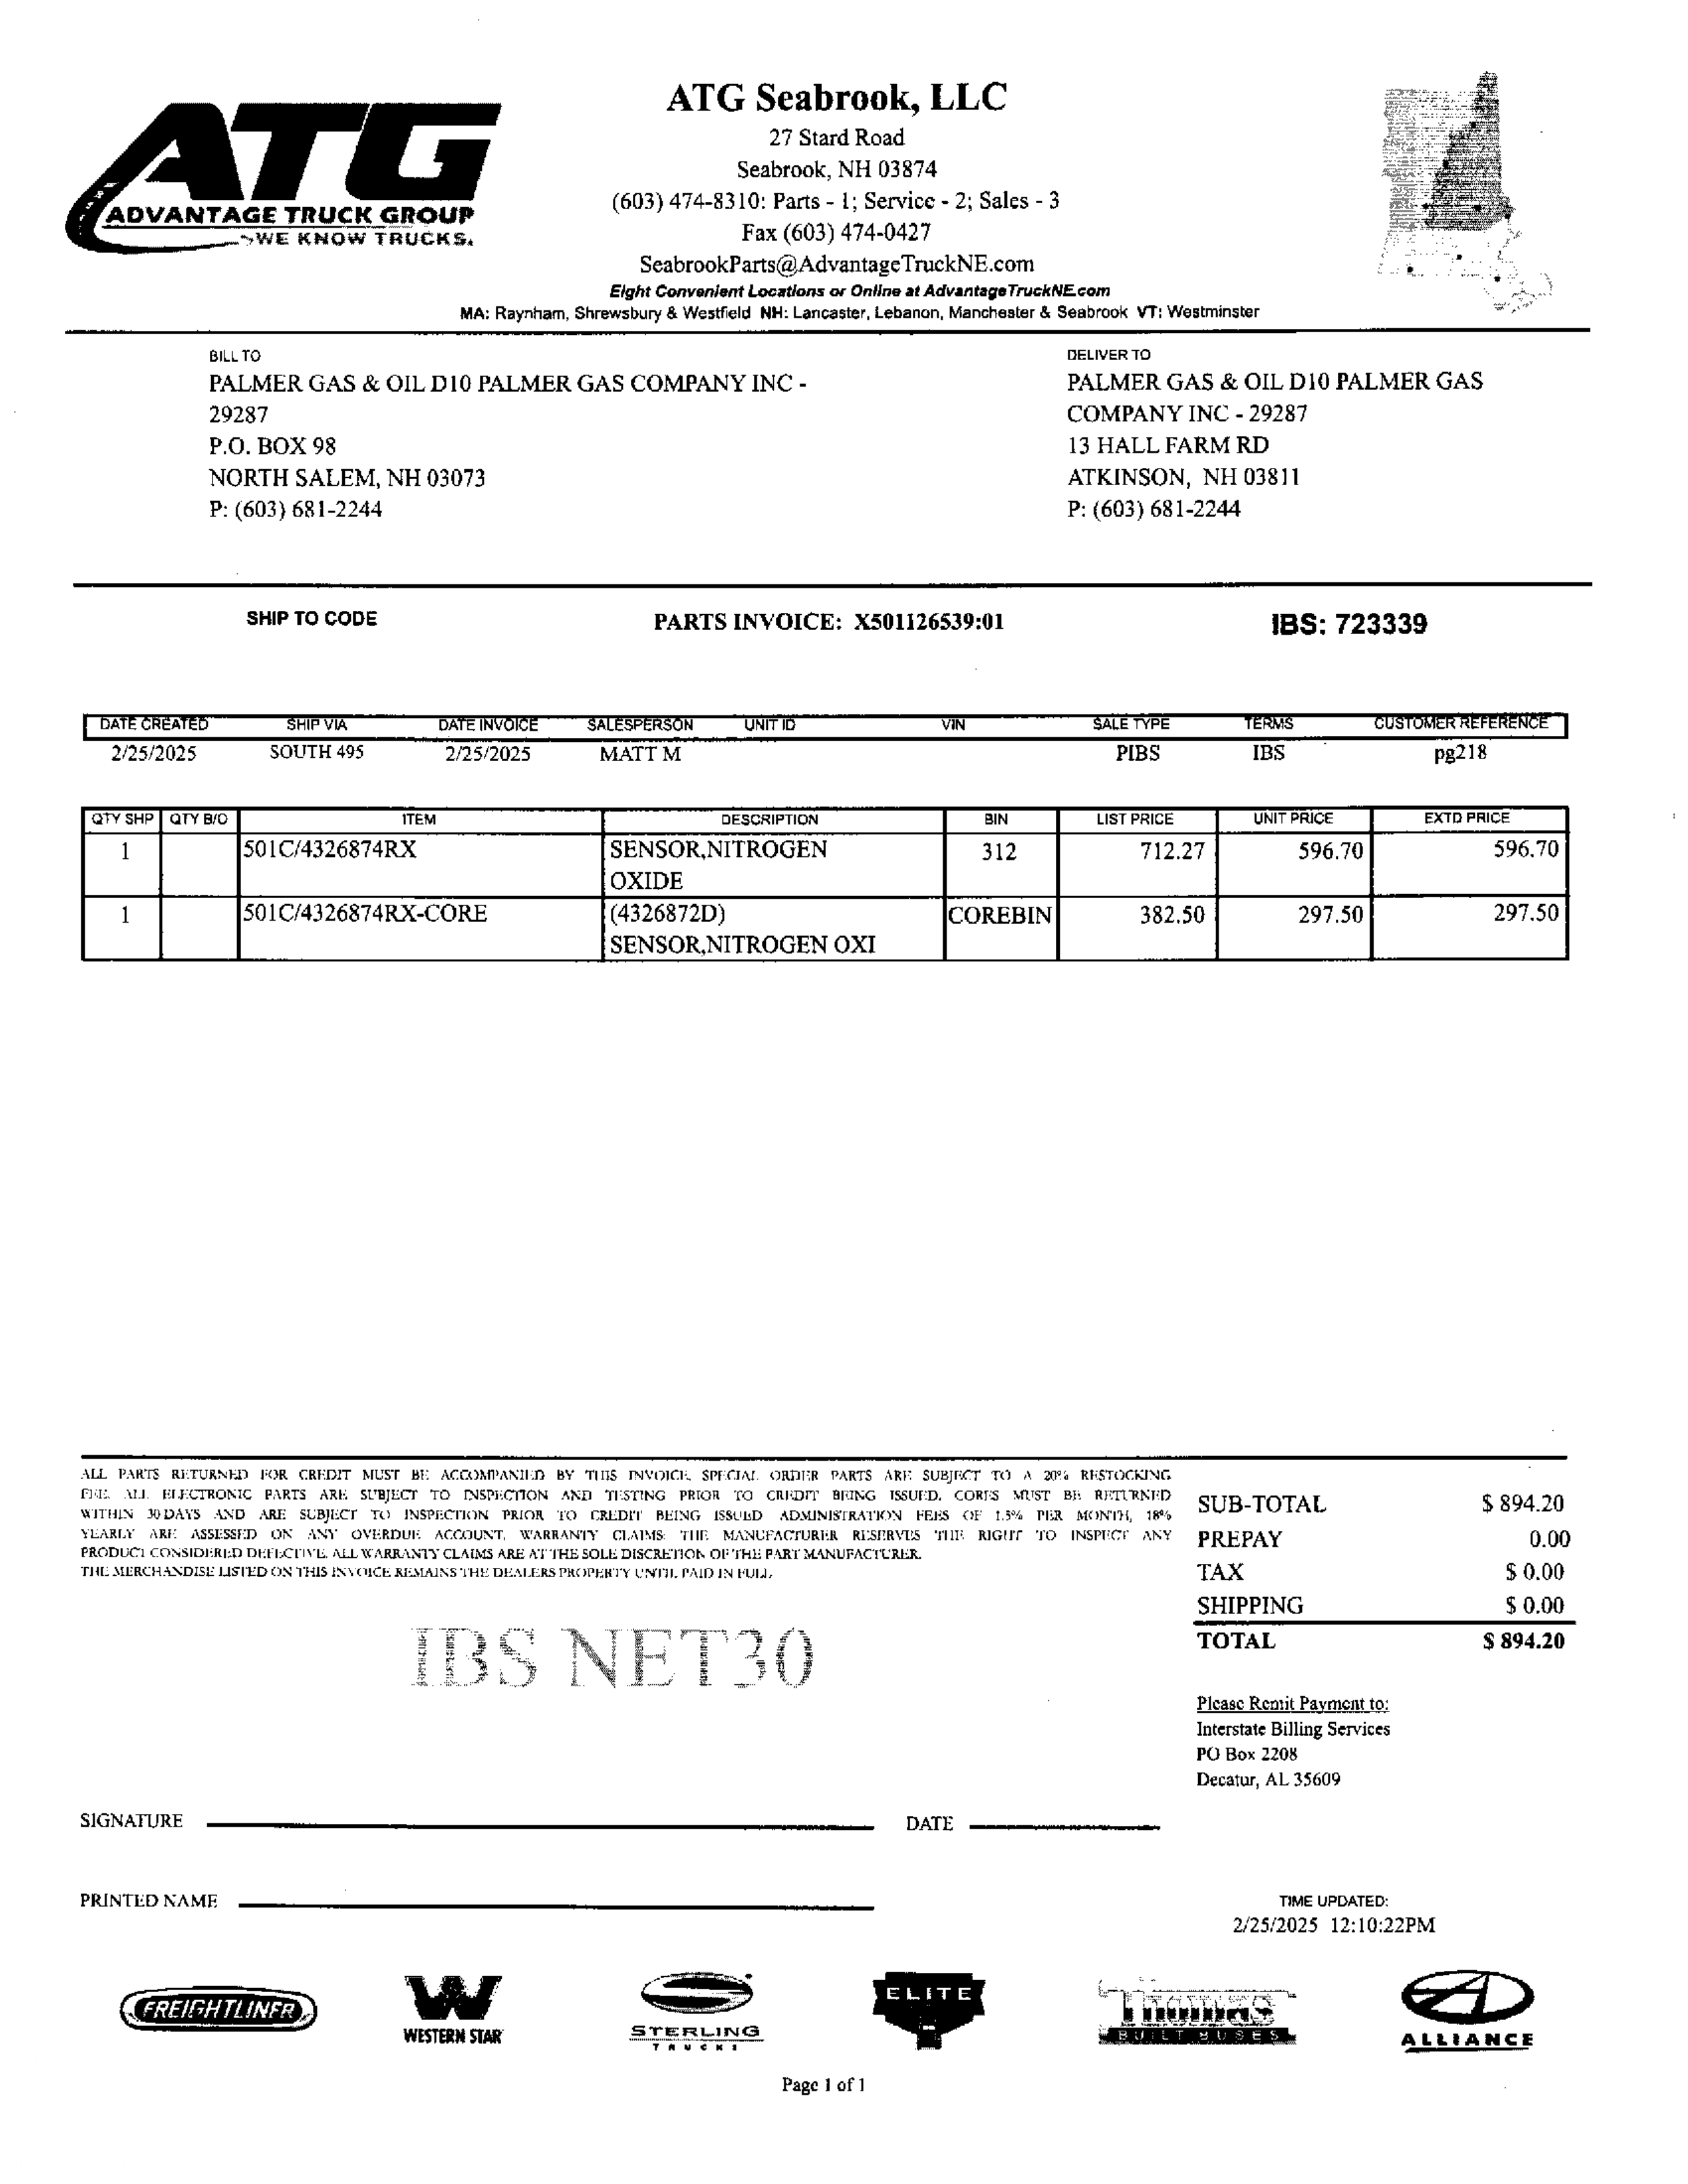 ATG
ADVANTAGE TRUCK GROUP
WE KNOW TRUCKS.
ATG Seabrook, LLC
27 Stard Road
Seabrook, NH 03874
(603) 474-8310: Parts - 1; Service - 2; Sales - 3
Fax (603) 474-0427
SeabrookParts@AdvantageTruckNE.com
Eight Convenient Locations or Online at AdvantageTruckNE.com
MA: Raynham, Shrewsbury & Westfield NH: Lancaster, Lebanon, Manchester & Seabrook VT: Westminster
BILL TO
PALMER GAS & OIL D10 PALMER GAS COMPANY INC -
29287
P.O. BOX 98
NORTH SALEM, NH 03073
P: (603) 681-2244
DELIVER TO
PALMER GAS & OIL D10 PALMER GAS
COMPANY INC - 29287
13 HALL FARM RD
ATKINSON, NH 03811
P: (603) 681-2244
SHIP TO CODE PARTS INVOICE: X501126539:01 IBS: 723339
DATE CREATED SHIP VIA DATE INVOICE SALESPERSON UNIT ID VIN SALE TYPE TERMS CUSTOMER REFERENCE
2/25/2025 SOUTH 495 2/25/2025 MATT M PIBS IBS pg218
QTY SHP QTY B/O ITEM DESCRIPTION BIN LIST PRICE UNIT PRICE EXTD PRICE
1 501C/4326874RX SENSOR,NITROGEN 312 712.27 596.70 596.70
OXIDE
1 501C/4326874RX-CORE (4326872D) COREBIN 382.50 297.50 297.50
SENSOR,NITROGEN OXI
ALL PARTS RETURNED FOR CREDIT MUST BE ACCOMPANIED BY THIS INVOICE. SPECIAL ORDER PARTS ARE SUBJECT TO A 20% RESTOCKING
FEE. ALL ELECTRONIC PARTS ARE SUBJECT TO INSPECTION AND TESTING PRIOR TO CREDIT BEING ISSUED. CORES MUST BE RETURNED
WITHIN 30 DAYS AND ARE SUBJECT TO INSPECTION PRIOR TO CREDIT BEING ISSUED ADMINISTRATION FEES OF 1.5% PER MONTH, 18%
YEARLY ARE ASSESSED ON ANY OVERDUE ACCOUNT. WARRANTY CLAIMS: THE MANUFACTURER RESERVES THE RIGHT TO INSPECT ANY
PRODUCT CONSIDERED DEFECTIVE. ALL WARRANTY CLAIMS ARE AT THE SOLE DISCRETION OF THE PART MANUFACTURER.
THE MERCHANDISE LISTED ON THIS INVOICE REMAINS THE DEALERS PROPERTY UNTIL PAID IN FULL.
SUB-TOTAL $ 894.20
PREPAY 0.00
TAX $ 0.00
SHIPPING $ 0.00
TOTAL $ 894.20
IBS NET30
Please Remit Payment to:
Interstate Billing Services
PO Box 2208
Decatur, AL 35609
SIGNATURE DATE
PRINTED NAME
TIME UPDATED:
2/25/2025 12:10:22PM
FREIGHTLINER
WESTERN STAR
STERLING
TRUCKS
ELITE
Thomas
BUILT BUSES
ALLIANCE
Page 1 of 1